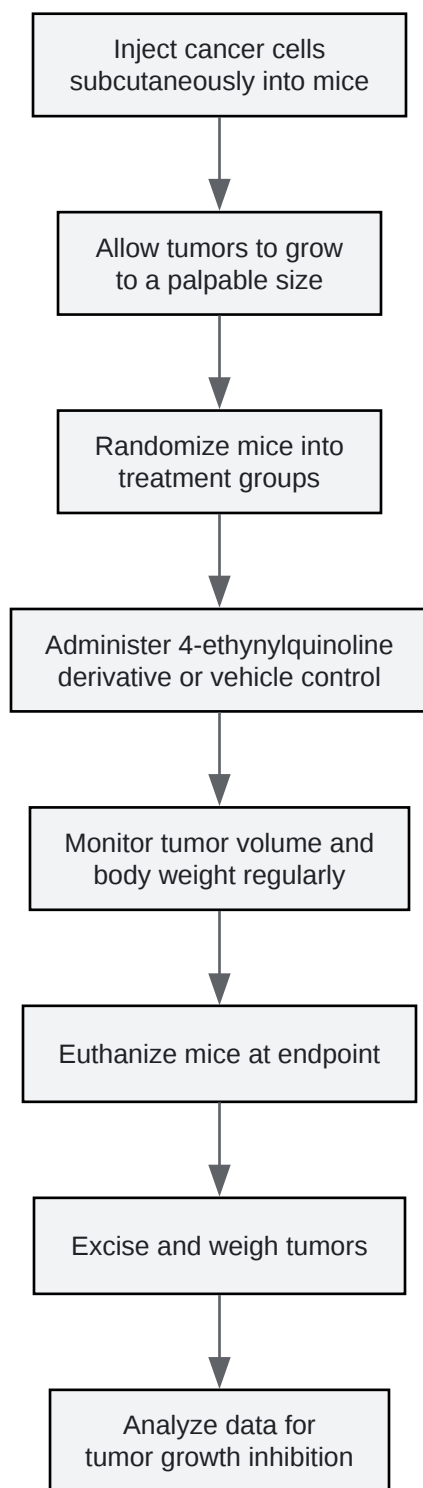 Inject cancer cells
subcutaneously into mice
Allow tumors to grow
to a palpable size
Randomize mice into
treatment groups
Administer 4-ethynylquinoline
derivative or vehicle control
Monitor tumor volume and
body weight regularly
Euthanize mice at endpoint
Excise and weigh tumors
Analyze data for
tumor growth inhibition